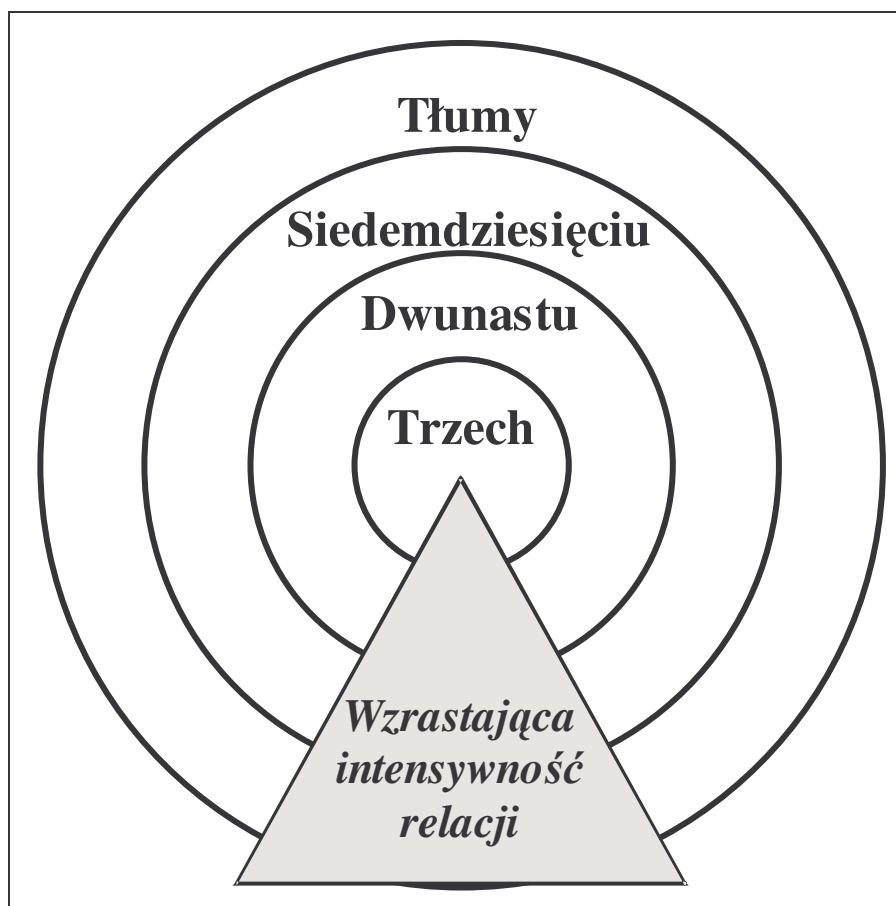 Tłumy
Siedemdziesięciu
Dwunastu
Trzech
Wzrastająca
intensywność
relacji